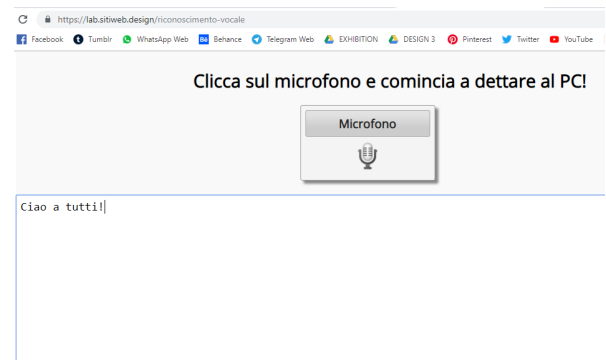 https://lab.sitiweb.design/riconoscimento-vocale
Facebook Tumblr WhatsApp Web Behance Telegram Web EXHIBITION DESIGN 3 Pinterest Twitter YouTube
Clicca sul microfono e comincia a dettare al PC!
Microfono
Ciao a tutti!